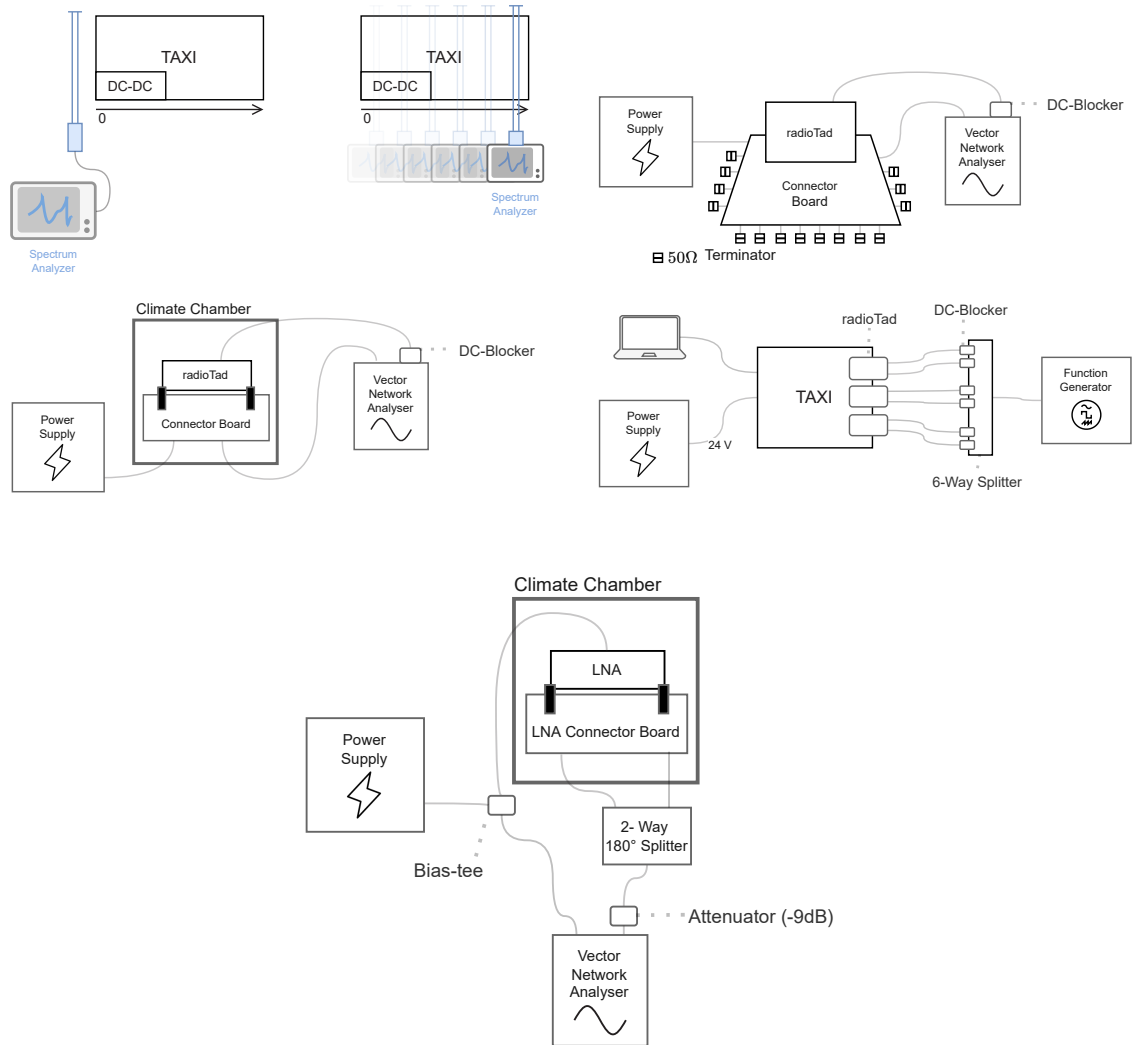 TAXI
DC-DC
0
Spectrum
Analyzer
TAXI
DC-DC
0
Spectrum
Analyzer
Power
Supply
radioTad
Connector
Board
DC-Blocker
Vector
Network
Analyser
50Ω Terminator
Climate Chamber
radioTad
Connector Board
Power
Supply
DC-Blocker
Vector
Network
Analyser
radioTad
DC-Blocker
TAXI
Power
Supply
24 V
Function
Generator
6-Way Splitter
Climate Chamber
LNA
LNA Connector Board
Power
Supply
2- Way
180° Splitter
Bias-tee
Attenuator (-9dB)
Vector
Network
Analyser